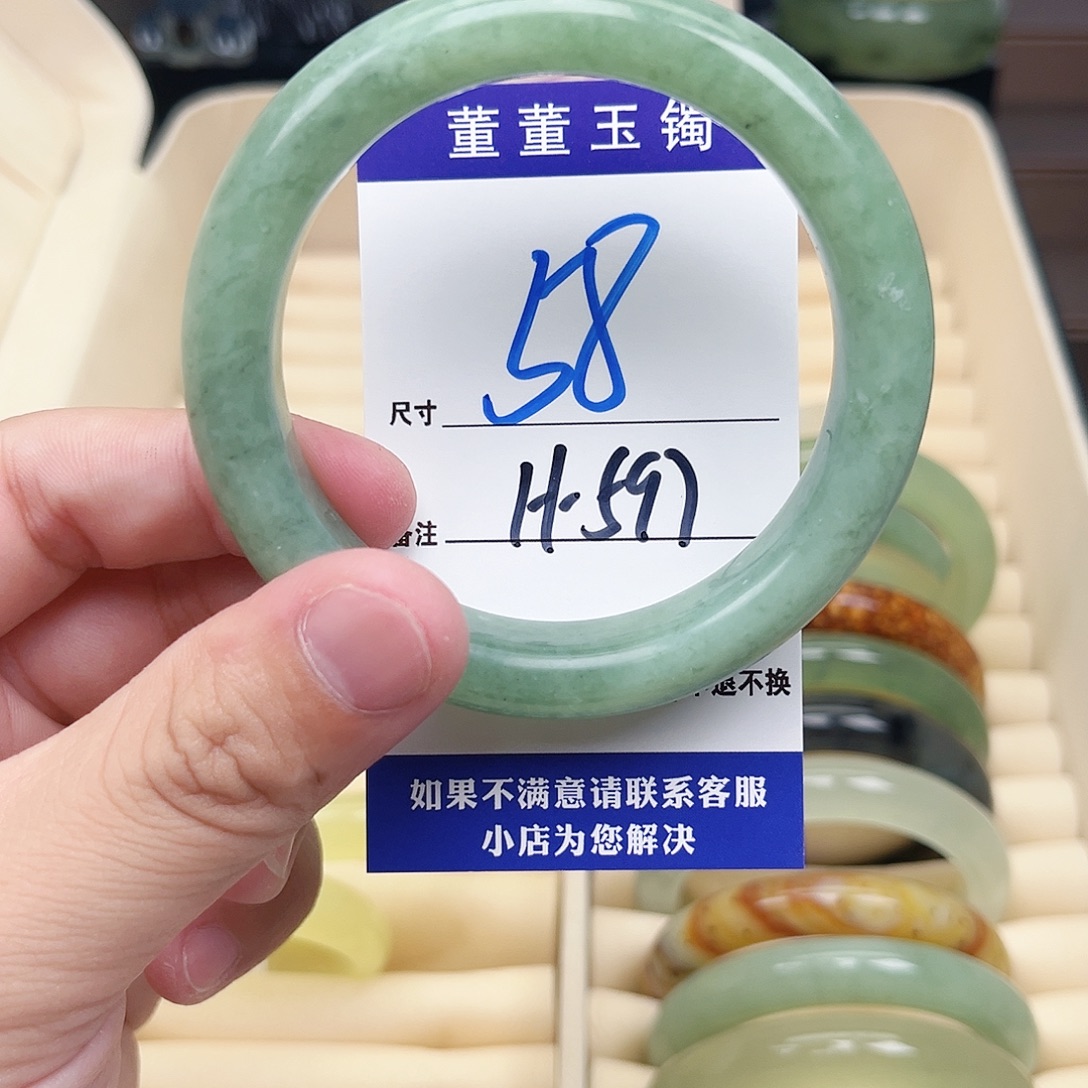 董董玉镯
58
尺寸
H-597
备注
退不换
如果不满意请联系客服
小店为您解决